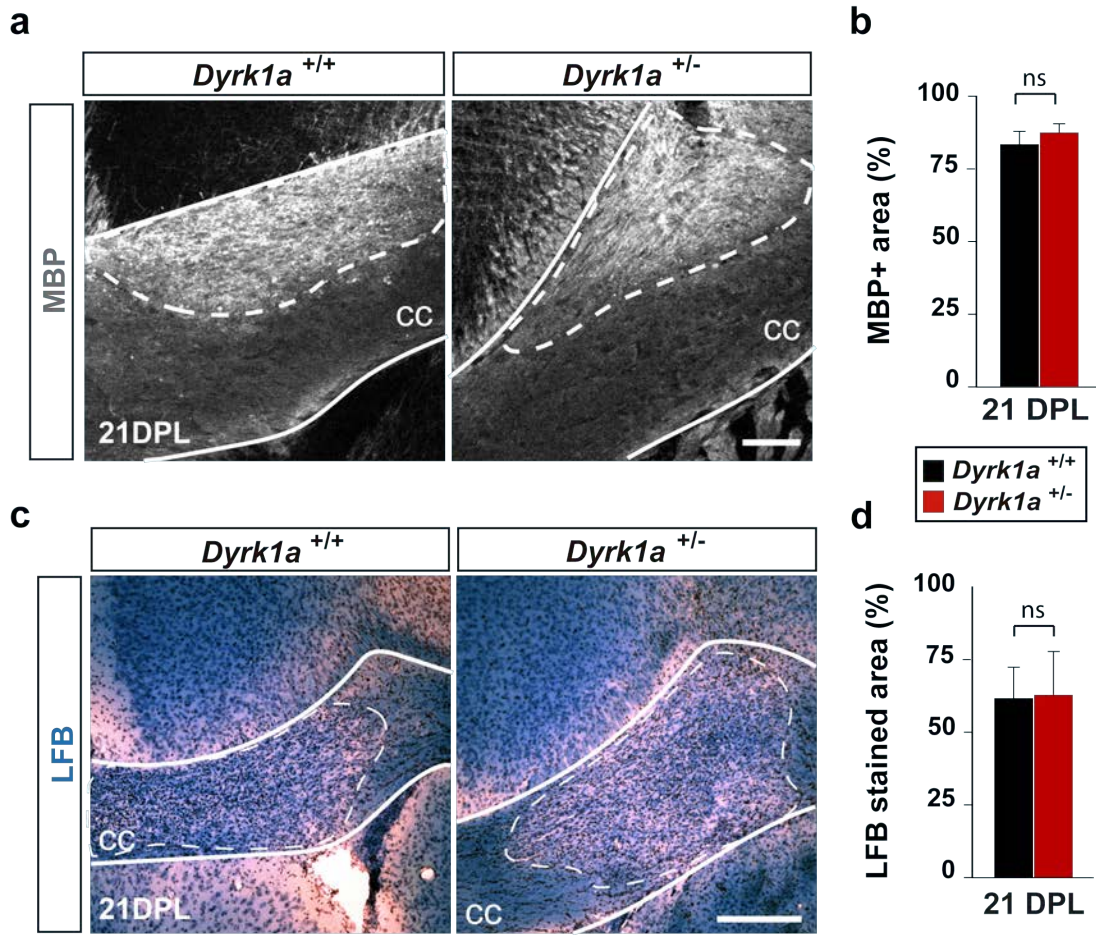 a
Dyrk1a +/+
Dyrk1a +/-
MBP
CC
21DPL
CC
b
ns
MBP+ area (%)
100
75
50
25
0
21 DPL
Dyrk1a +/+
Dyrk1a +/-
c
Dyrk1a +/+
Dyrk1a +/-
LFB
CC
21DPL
CC
d
ns
LFB stained area (%)
100
75
50
25
0
21 DPL